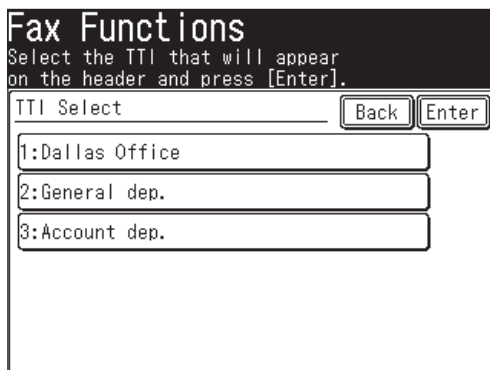 Fax Functions
Select the TTI that will appear
on the header and press [Enter].
TTI Select Back Enter
1:Dallas Office
2:General dep.
3:Account dep.